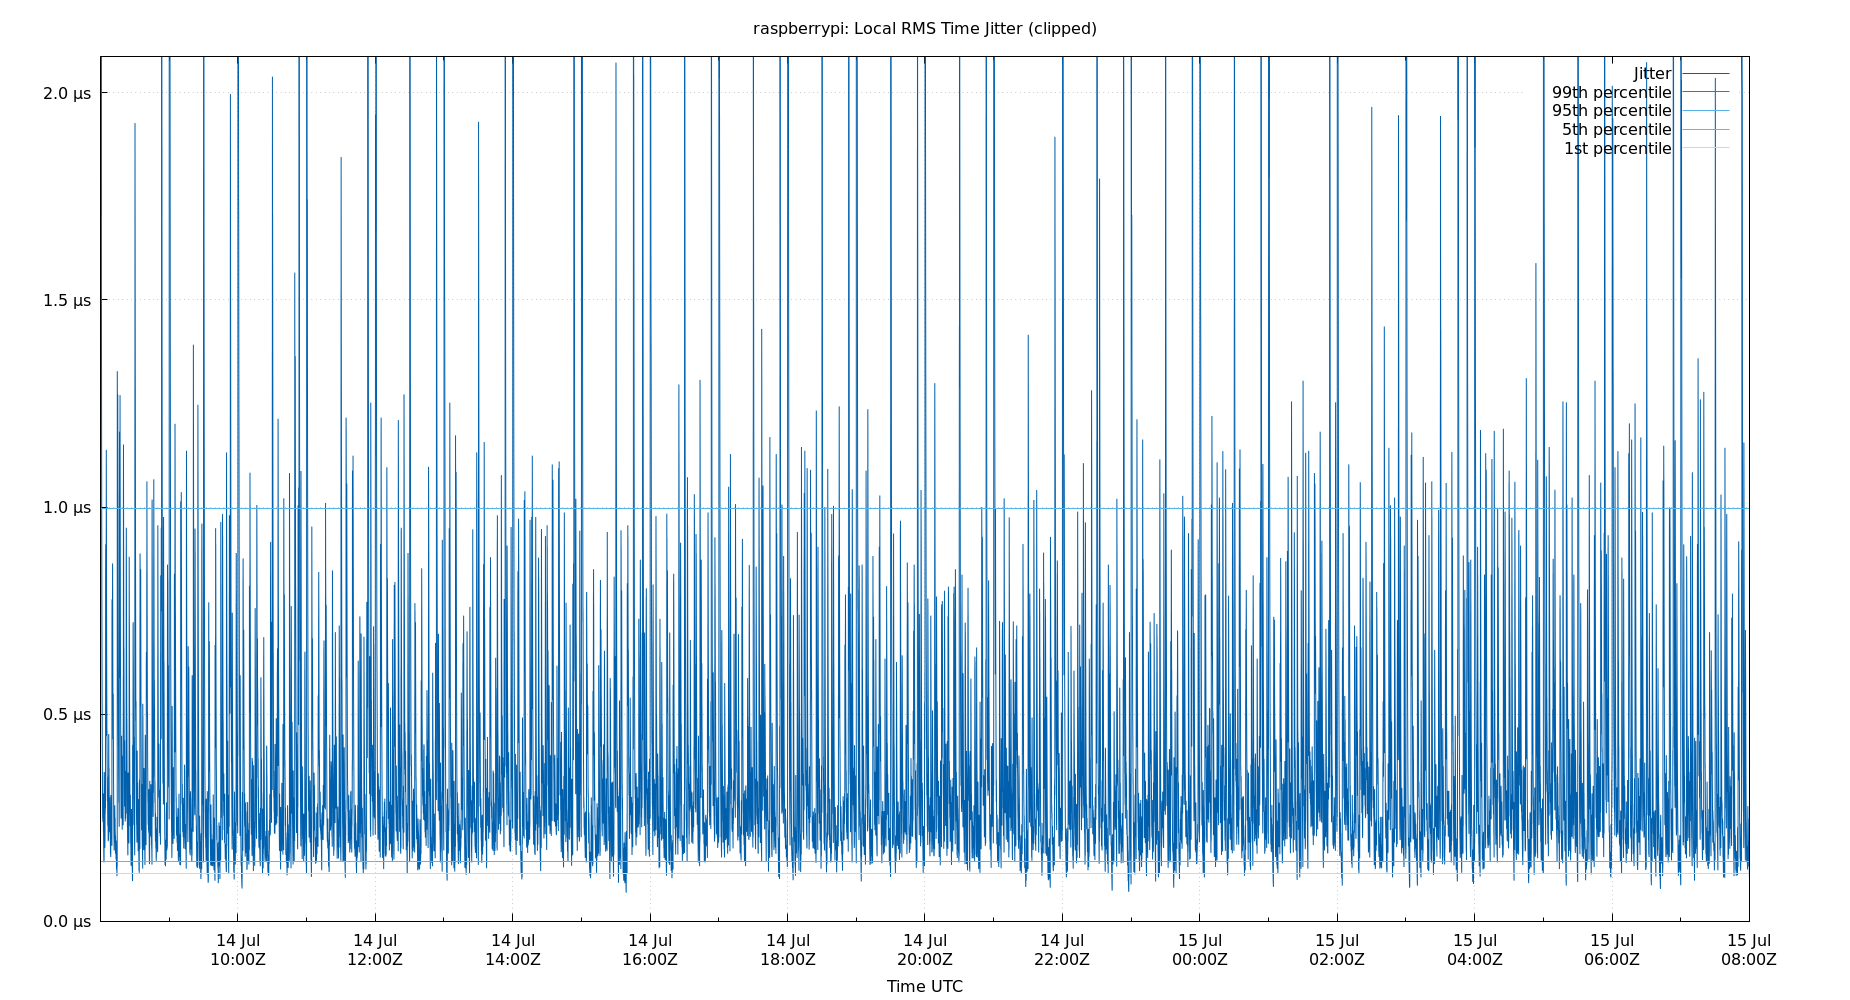 raspberrypi: Local RMS Time Jitter (clipped)
2.0 μs
1.5 μs
1.0 μs
0.5 μs
0.0 μs
Jitter
99th percentile
95th percentile
5th percentile
1st percentile
14 Jul
10:00Z
14 Jul
12:00Z
14 Jul
14:00Z
14 Jul
16:00Z
14 Jul
18:00Z
14 Jul
20:00Z
14 Jul
22:00Z
15 Jul
00:00Z
15 Jul
02:00Z
15 Jul
04:00Z
15 Jul
06:00Z
15 Jul
08:00Z
Time UTC